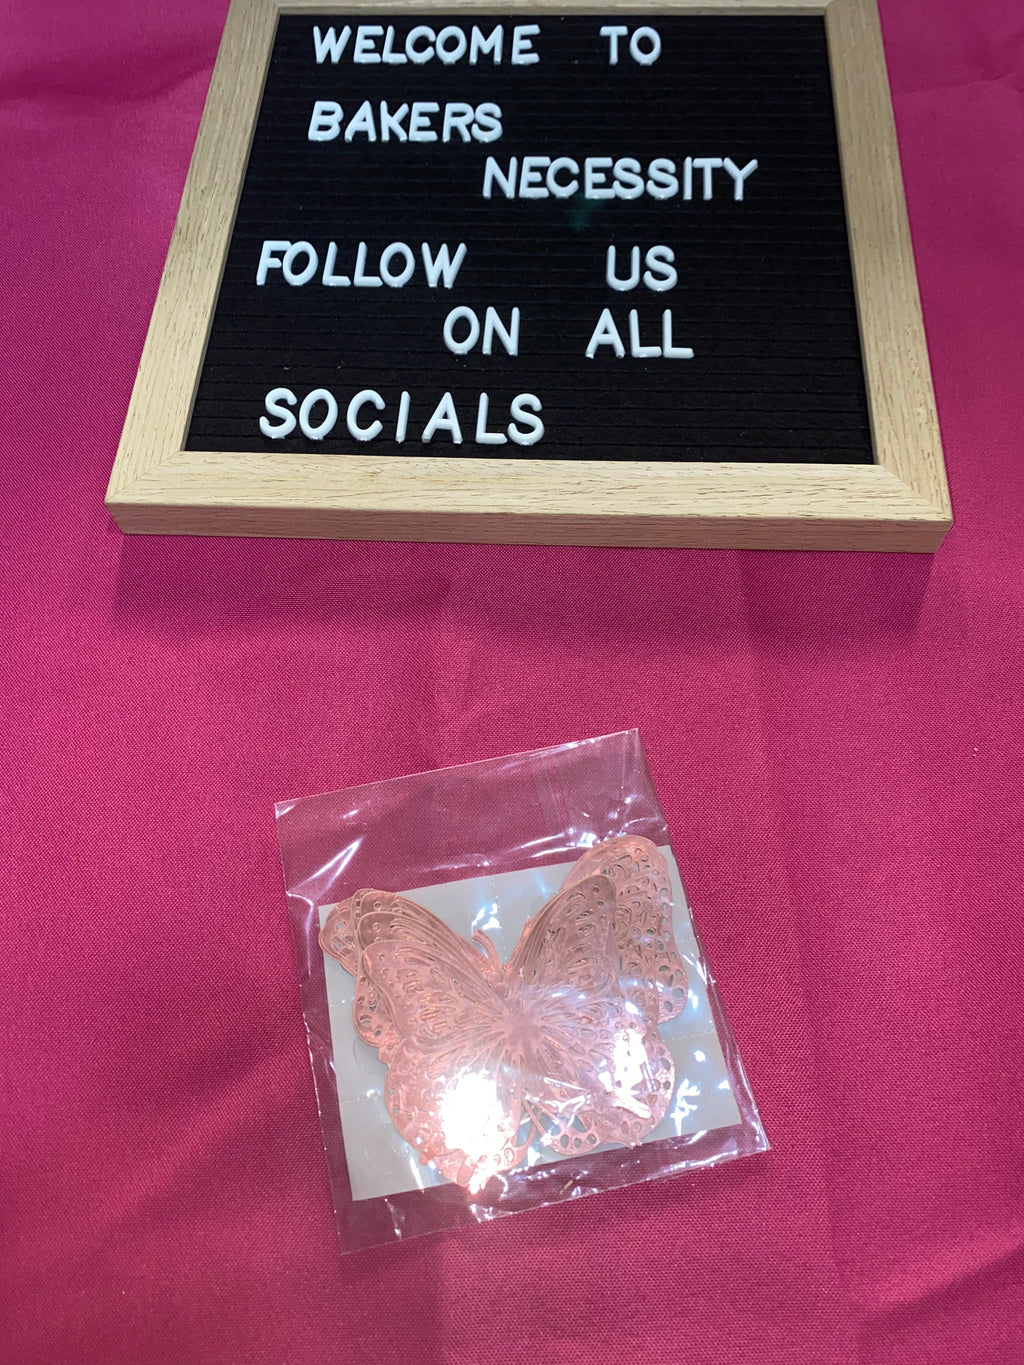 WELCOME TO
BAKERS
NECESSITY
FOLLOW US
ON ALL
SOCIALS